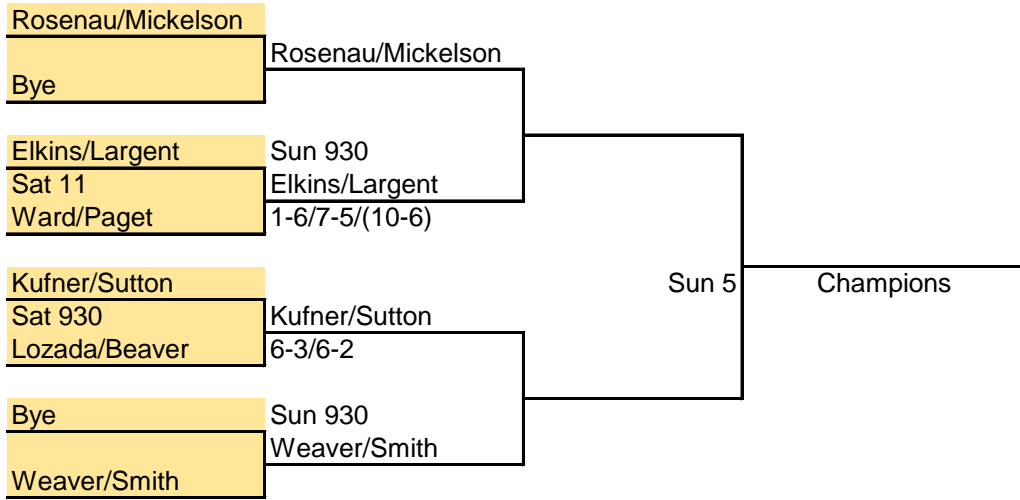 Rosenau/Mickelson
Rosenau/Mickelson
Bye
Elkins/Largent
Sun 930
Sat 11
Elkins/Largent
Ward/Paget
1-6/7-5/(10-6)
Kufner/Sutton
Sun 5
Champions
Sat 930
Kufner/Sutton
Lozada/Beaver
6-3/6-2
Bye
Sun 930
Weaver/Smith
Weaver/Smith